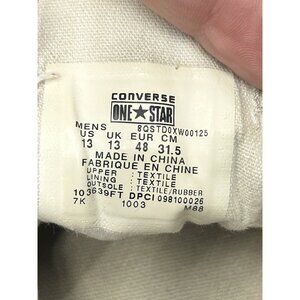 CONVERSE
ONE★STAR
MENS 8QSTD0XW00125
US UK EUR CM
13 13 48 31.5
MADE IN CHINA
FABRIQUE EN CHINE
UPPER : TEXTILE
LINING : TEXTILE
OUTSOLE : TEXTILE/RUBBER
103639FT DPCI 098100025
7K 1003 M88